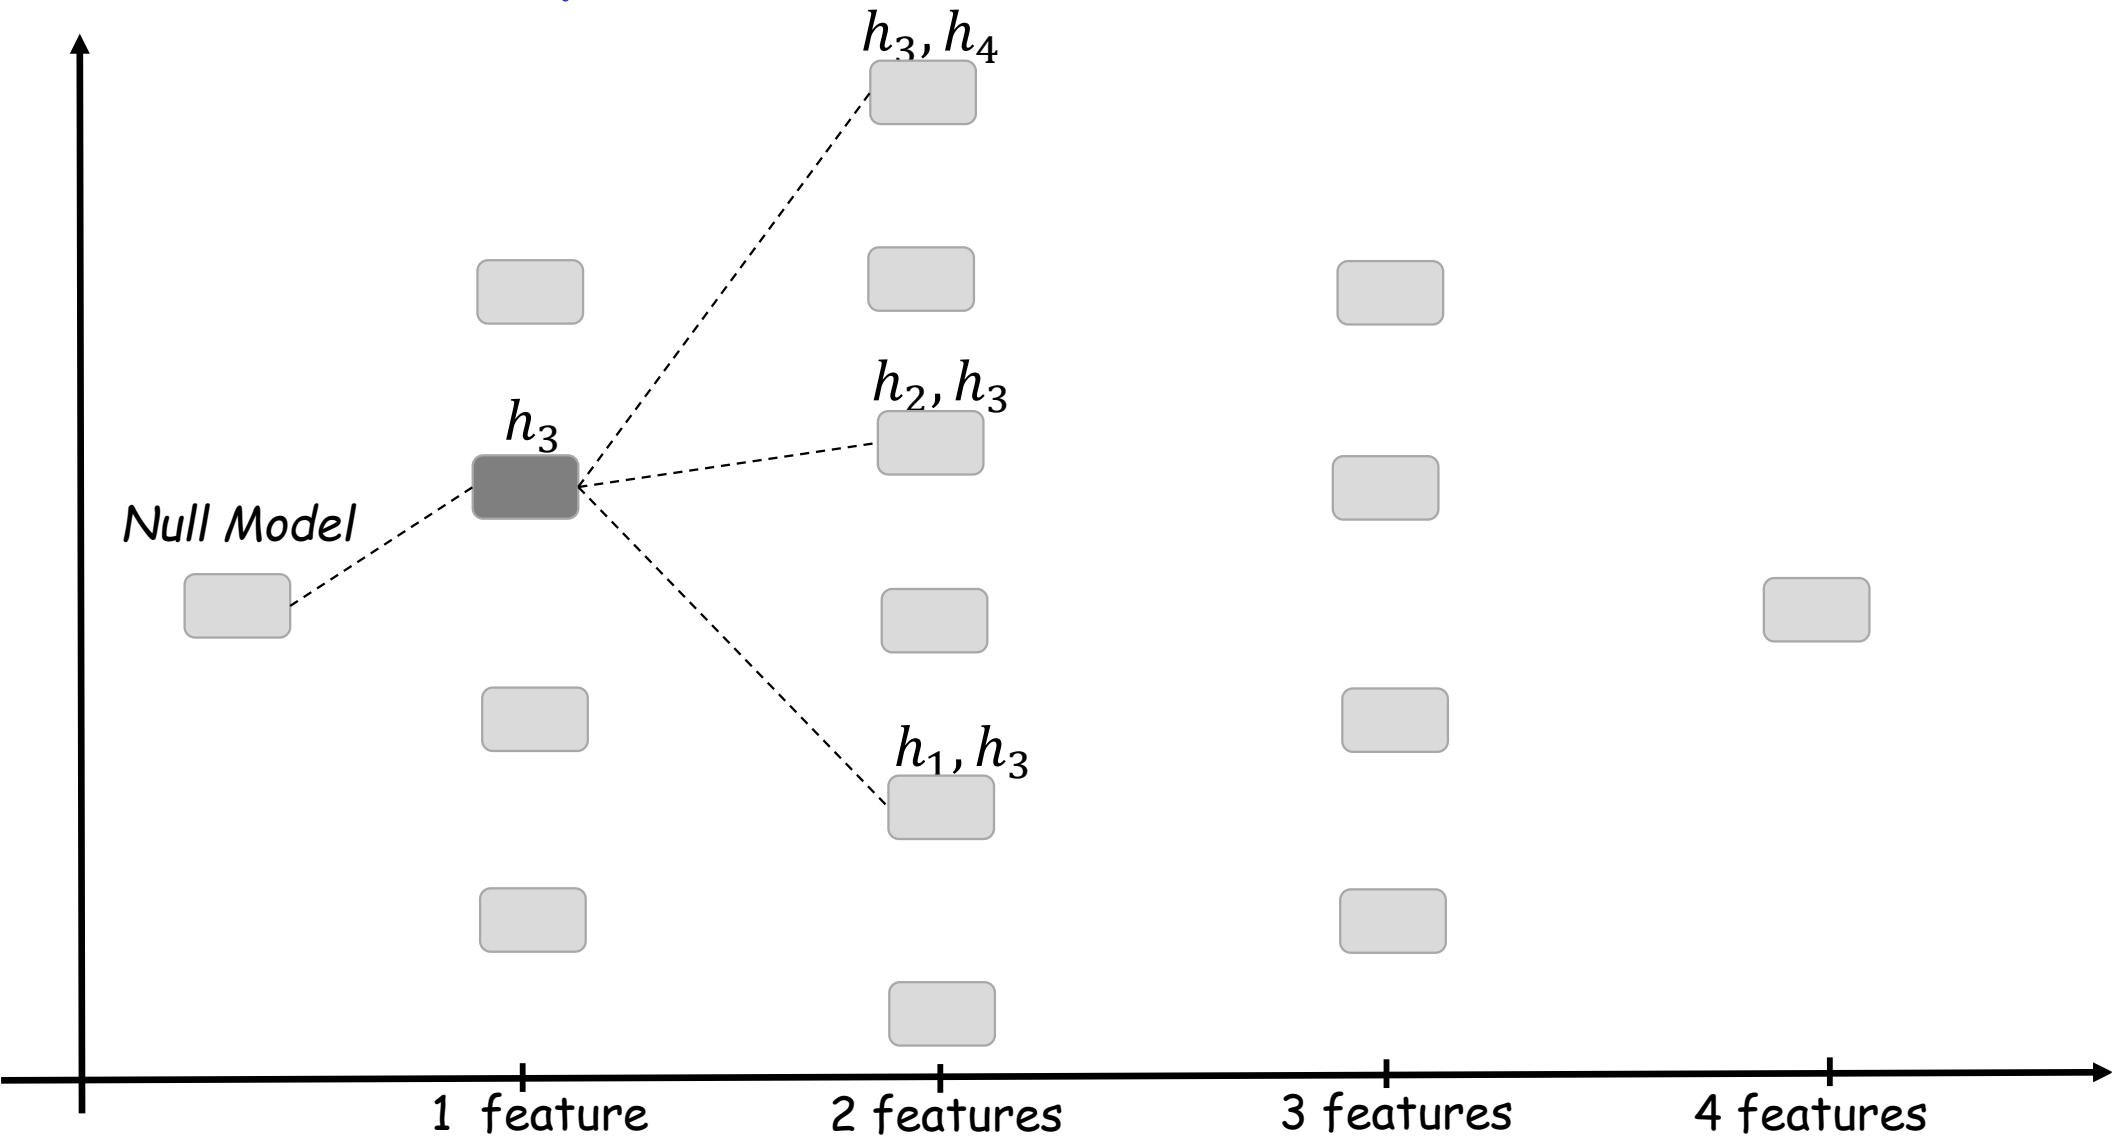 h₃, h₄
h₂, h₃
h₃
Null Model
h₁, h₃
1 feature
2 features
3 features
4 features